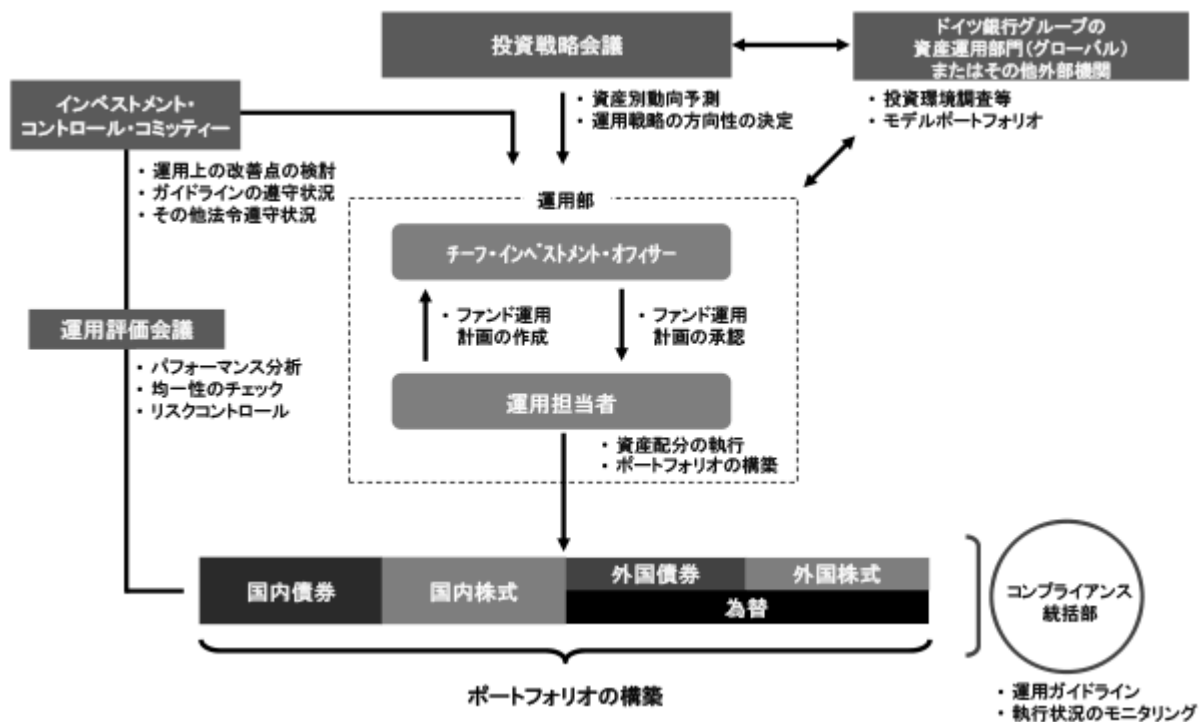 投資戦略会議
ドイツ銀行グループの
資産運用部門(グローバル)
またはその他外部機関
インベストメント・
コントロール・コミッティー
・ 資産別動向予測
・ 運用戦略の方向性の決定
・ 投資環境調査等
・ モデルポートフォリオ
・ 運用上の改善点の検討
・ ガイドラインの遵守状況
・ その他法令遵守状況
運用部
チーフ・インベストメント・オフィサー
・ ファンド運用
計画の作成
・ ファンド運用
計画の承認
運用評価会議
・ パフォーマンス分析
・ 均一性のチェック
・ リスクコントロール
運用担当者
・ 資産配分の執行
・ ポートフォリオの構築
国内債券
国内株式
外国債券
外国株式
為替
コンプライアンス
統括部
ポートフォリオの構築
・ 運用ガイドライン
・ 執行状況のモニタリング